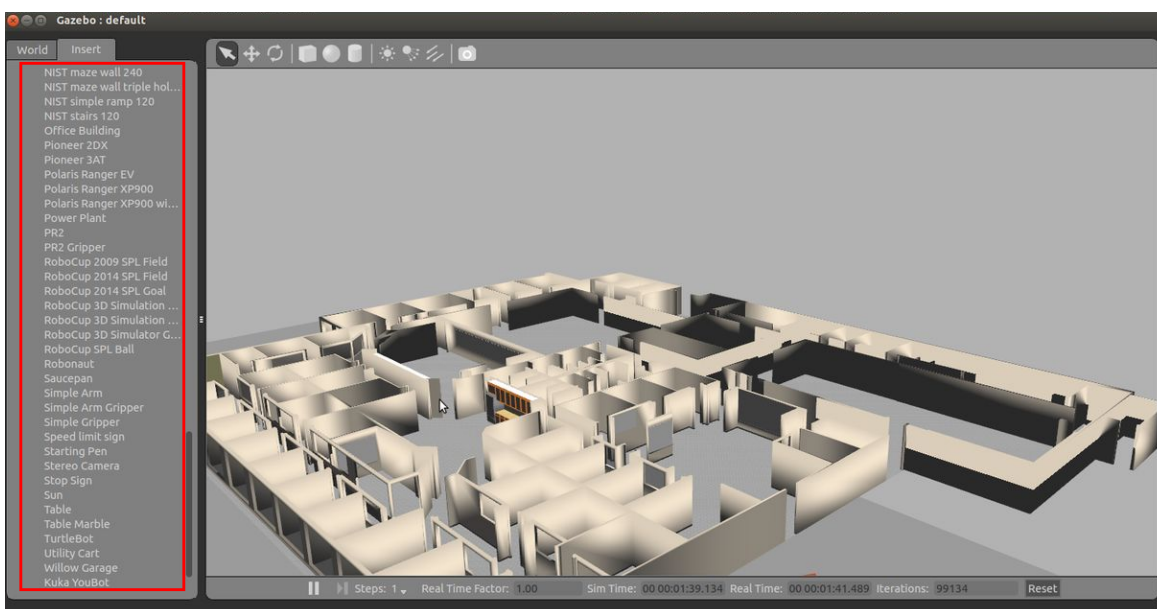 Gazebo : default
World Insert
NIST maze wall 240
NIST maze wall triple hol...
NIST simple ramp 120
NIST stairs 120
Office Building
Pioneer 2DX
Pioneer 3AT
Polaris Ranger EV
Polaris Ranger XP900
Polaris Ranger XP900 wi...
Power Plant
PR2
PR2 Gripper
RoboCup 2009 SPL Field
RoboCup 2014 SPL Field
RoboCup 2014 SPL Goal
RoboCup 3D Simulation ...
RoboCup 3D Simulation ...
RoboCup 3D Simulator G...
RoboCup SPL Ball
Robonaut
Saucepan
Simple Arm
Simple Arm Gripper
Simple Gripper
Speed limit sign
Starting Pen
Stereo Camera
Stop Sign
Sun
Table
Table Marble
TurtleBot
Utility Cart
Willow Garage
Kuka YouBot
Steps: 1 Real Time Factor: 1.00 Sim Time: 00 00:01:39.134 Real Time: 00 00:01:41.489 Iterations: 99134 Reset